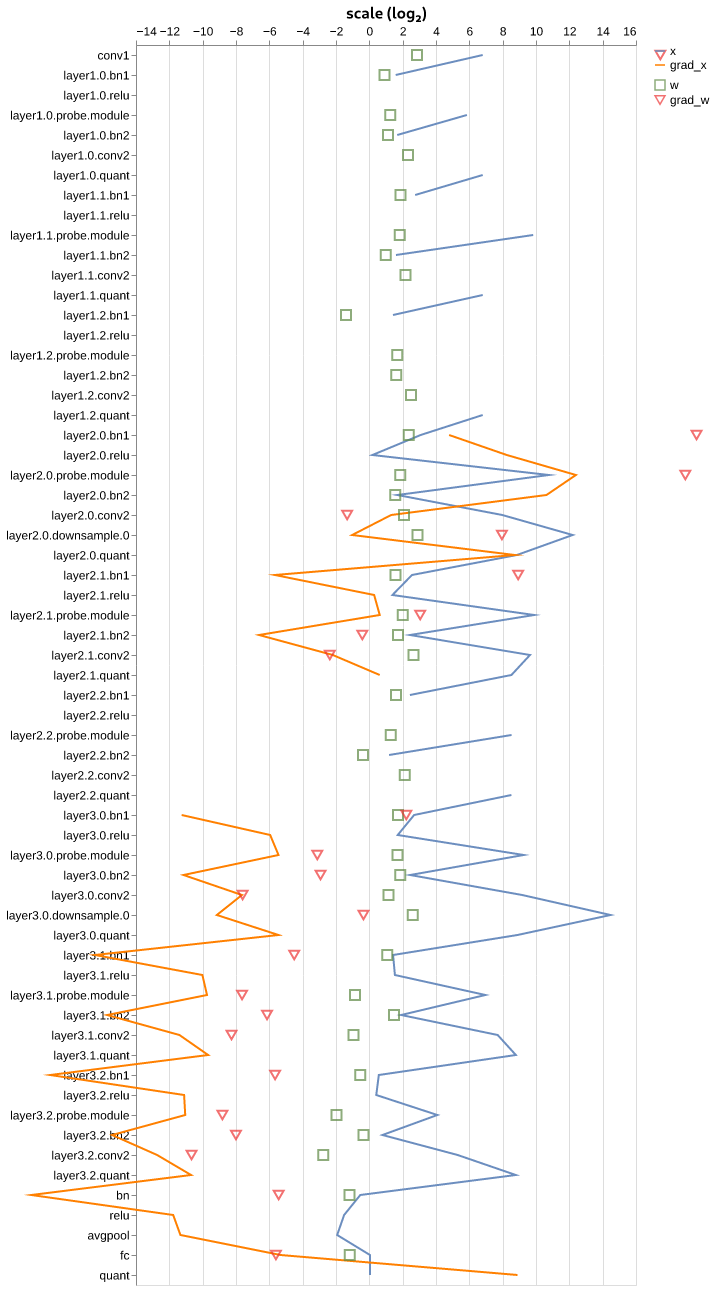 scale (log₂)
−14 −12 −10 −8 −6 −4 −2 0 2 4 6 8 10 12 14 16
x
grad_x
w
grad_w
conv1
layer1.0.bn1
layer1.0.relu
layer1.0.probe.module
layer1.0.bn2
layer1.0.conv2
layer1.0.quant
layer1.1.bn1
layer1.1.relu
layer1.1.probe.module
layer1.1.bn2
layer1.1.conv2
layer1.1.quant
layer1.2.bn1
layer1.2.relu
layer1.2.probe.module
layer1.2.bn2
layer1.2.conv2
layer1.2.quant
layer2.0.bn1
layer2.0.relu
layer2.0.probe.module
layer2.0.bn2
layer2.0.conv2
layer2.0.downsample.0
layer2.0.quant
layer2.1.bn1
layer2.1.relu
layer2.1.probe.module
layer2.1.bn2
layer2.1.conv2
layer2.1.quant
layer2.2.bn1
layer2.2.relu
layer2.2.probe.module
layer2.2.bn2
layer2.2.conv2
layer2.2.quant
layer3.0.bn1
layer3.0.relu
layer3.0.probe.module
layer3.0.bn2
layer3.0.conv2
layer3.0.downsample.0
layer3.0.quant
layer3.1.bn1
layer3.1.relu
layer3.1.probe.module
layer3.1.bn2
layer3.1.conv2
layer3.1.quant
layer3.2.bn1
layer3.2.relu
layer3.2.probe.module
layer3.2.bn2
layer3.2.conv2
layer3.2.quant
bn
relu
avgpool
fc
quant